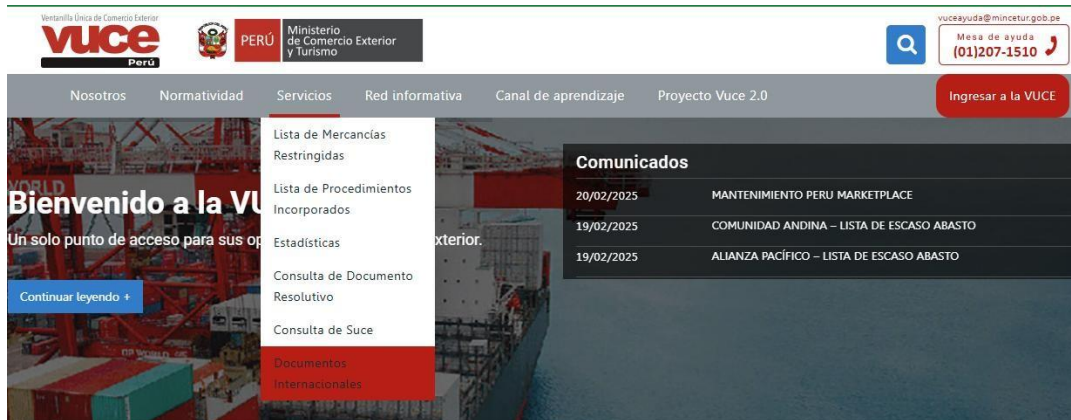 Ventanilla Única de Comercio Exterior
vuce
Perú
PERÚ
Ministerio
de Comercio Exterior
y Turismo
vuceayuda@mincetur.gob.pe
Mesa de ayuda
(01)207-1510
Nosotros Normatividad Servicios Red informativa Canal de aprendizaje Proyecto Vuce 2.0 Ingresar a la VUCE
Lista de Mercancías
Restringidas
Lista de Procedimientos
Incorporados
Estadísticas
Consulta de Documento
Resolutivo
Consulta de Suce
Documentos
Internacionales
Bienvenido a la VU
Un solo punto de acceso para sus op xterior.
Continuar leyendo +
Comunicados
20/02/2025 MANTENIMIENTO PERU MARKETPLACE
19/02/2025 COMUNIDAD ANDINA – LISTA DE ESCASO ABASTO
19/02/2025 ALIANZA PACÍFICO – LISTA DE ESCASO ABASTO